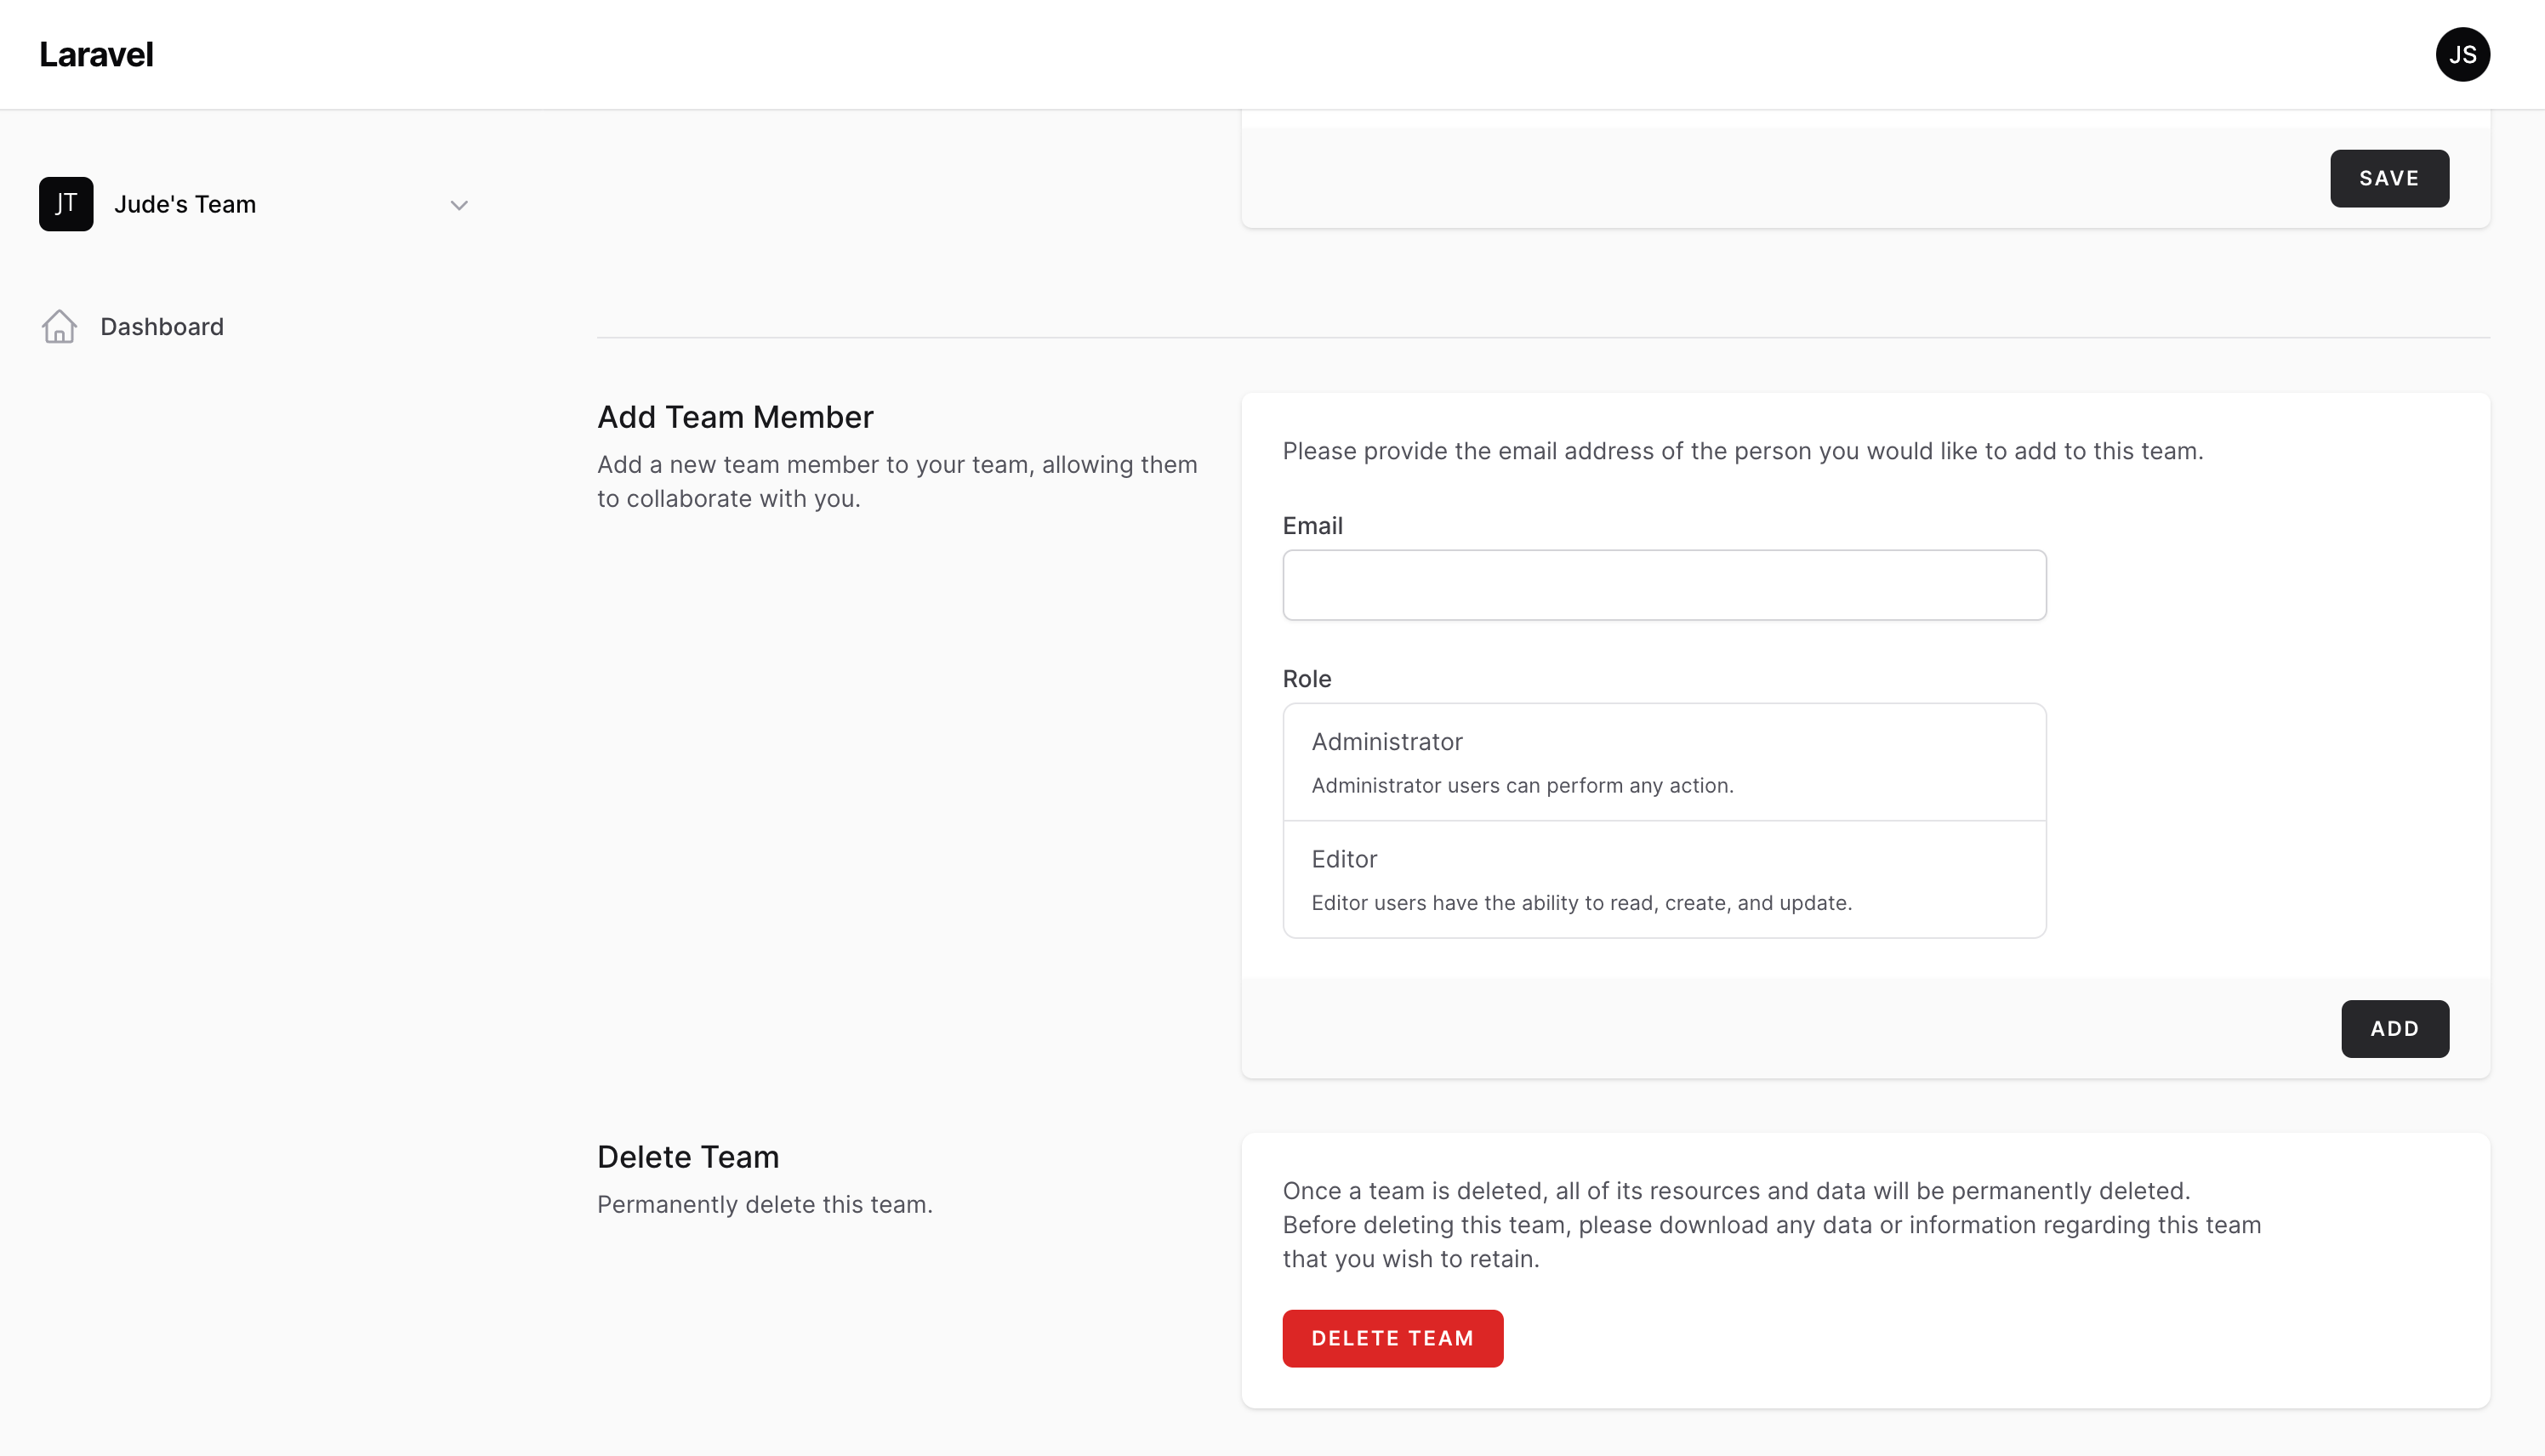 Laravel
JS
JT
Jude's Team
Dashboard
SAVE
Add Team Member
Add a new team member to your team, allowing them
to collaborate with you.
Please provide the email address of the person you would like to add to this team.
Email
Role
Administrator
Administrator users can perform any action.
Editor
Editor users have the ability to read, create, and update.
ADD
Delete Team
Permanently delete this team.
Once a team is deleted, all of its resources and data will be permanently deleted.
Before deleting this team, please download any data or information regarding this team
that you wish to retain.
DELETE TEAM